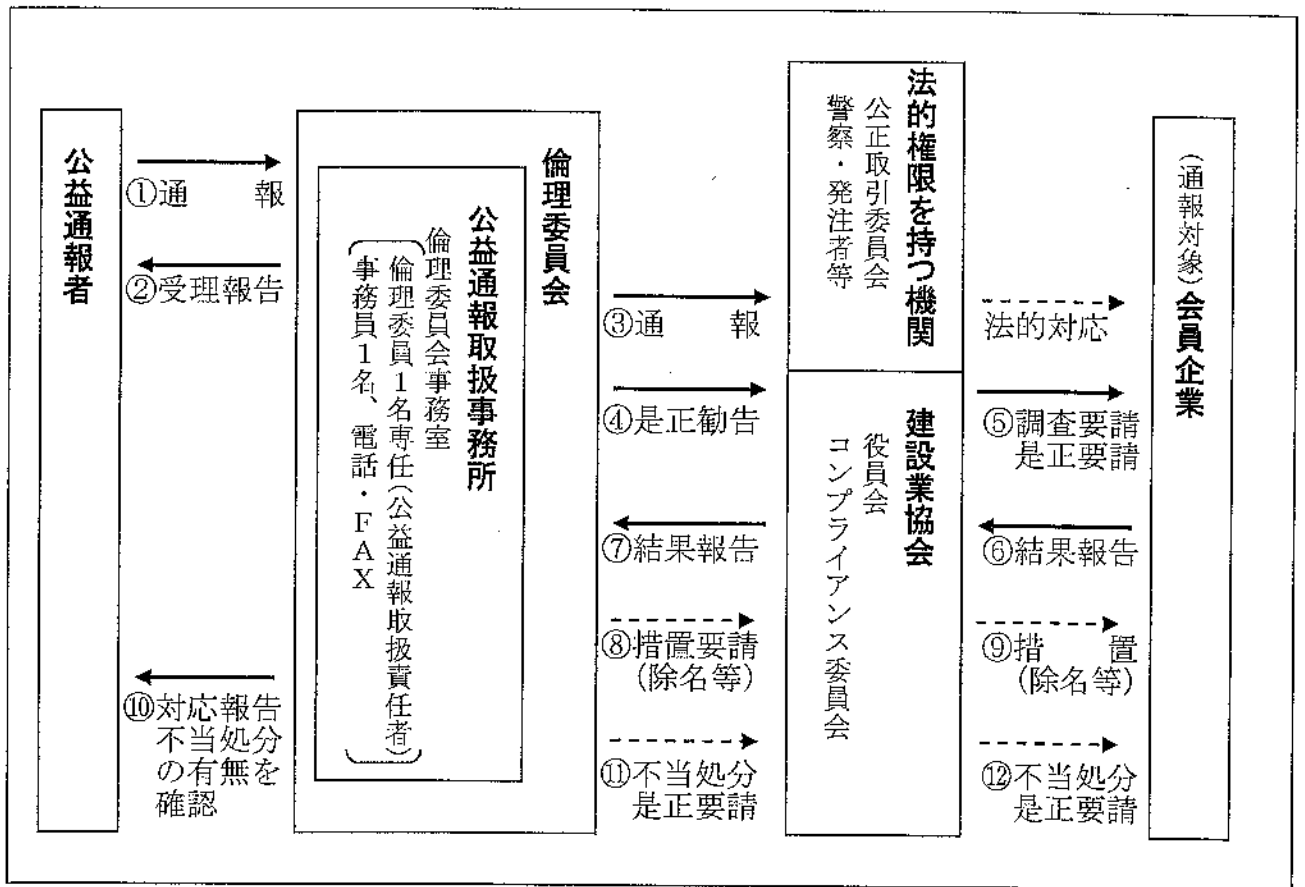 公益通報者
①通　報
②受理報告
⑩対応報告
不当処分
の有無を
確認
倫理委員会
公益通報取扱事務所
倫理委員会事務室
倫理委員1名専任(公益通報取扱責任者)
事務員1名、電話・FAX
③通　報
④是正勧告
⑦結果報告
⑧措置要請
(除名等)
⑪不当処分
是正要請
法的権限を持つ機関
公正取引委員会
警察・発注者等
建設業協会
役員会
コンプライアンス委員会
法的対応
⑤調査要請
是正要請
⑥結果報告
⑨措　置
(除名等)
⑫不当処分
是正要請
(通報対象)会員企業